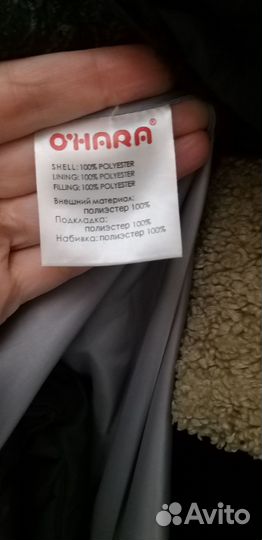 O'HARA®
SHELL: 100% POLYESTER
LINING: 100% POLYESTER
FILLING: 100% POLYESTER
Внешний материал:
полиэстер 100%
Подкладка:
полиэстер 100%
Набивка: полиэстер 100%
Avito